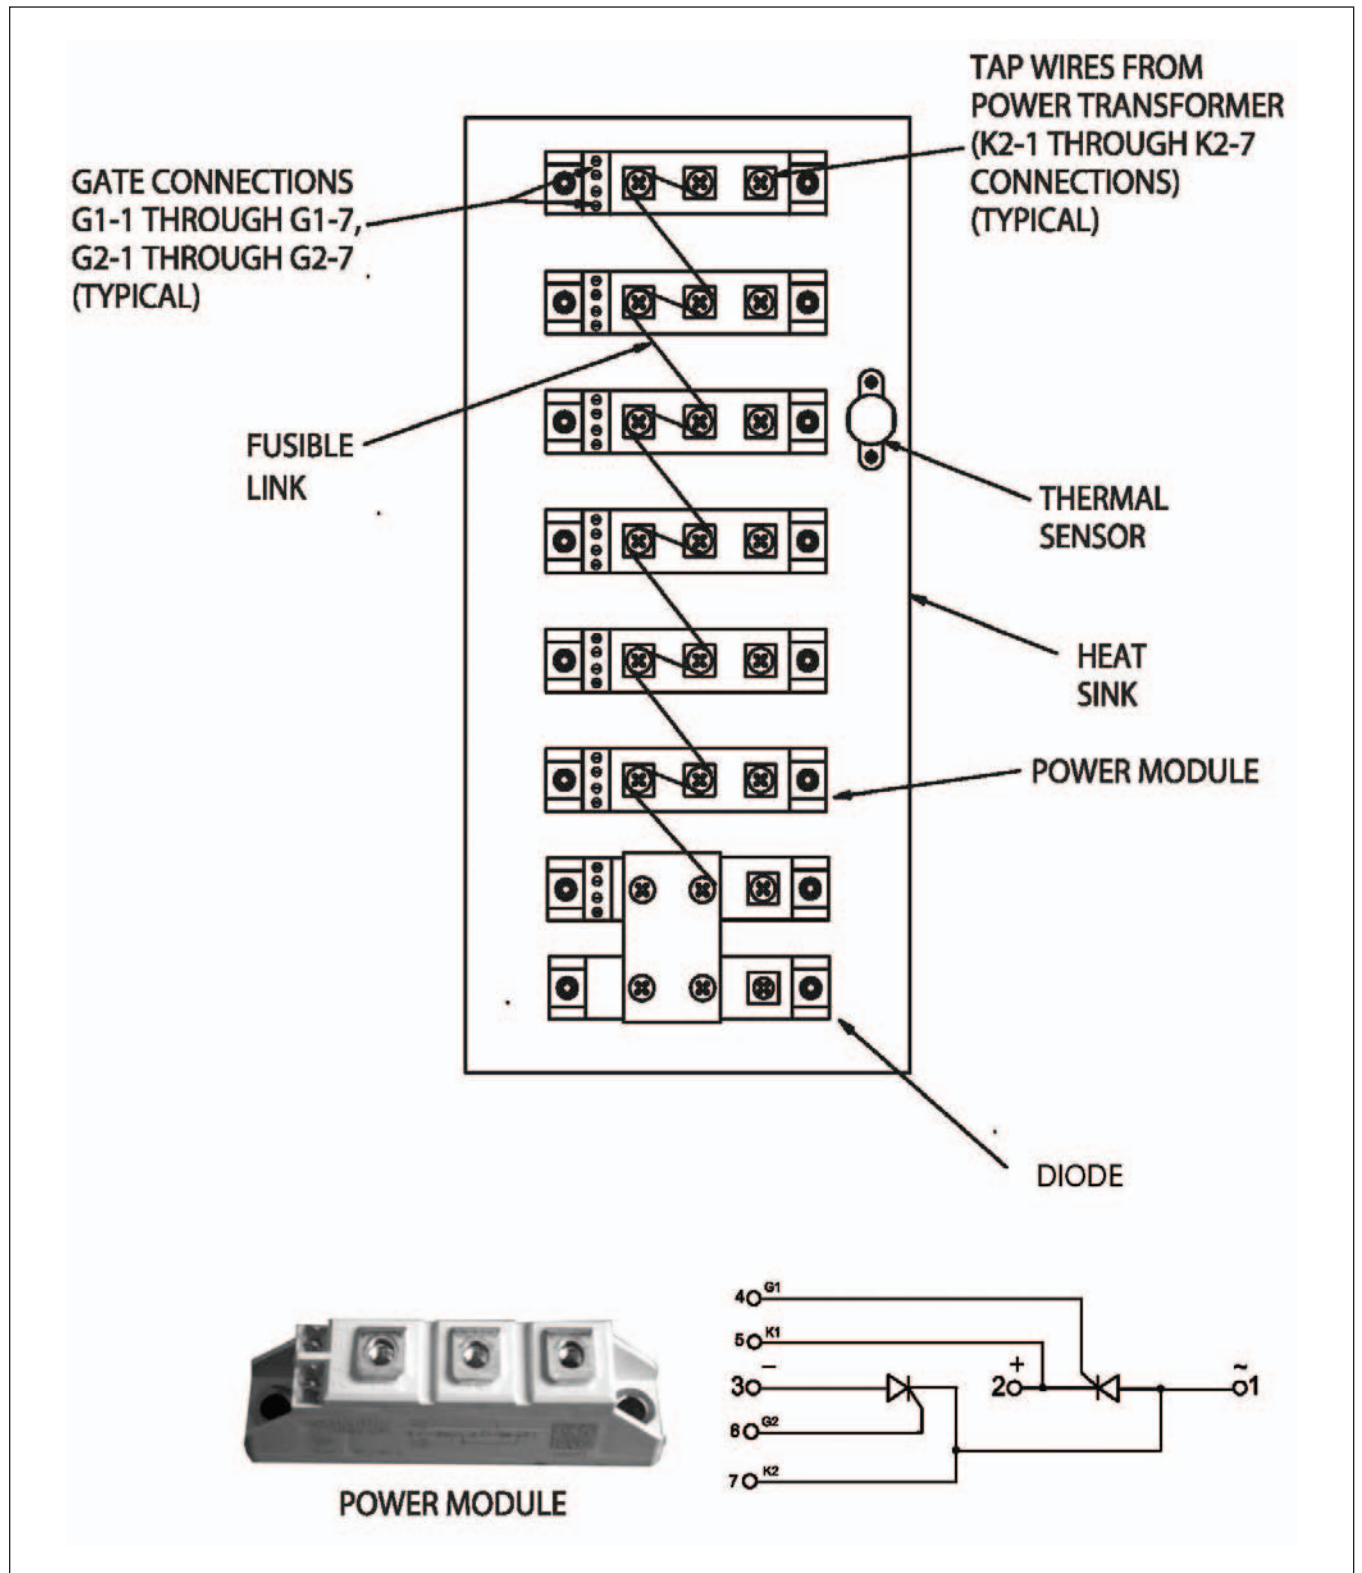 TAP WIRES FROM
POWER TRANSFORMER
(K2-1 THROUGH K2-7
CONNECTIONS)
(TYPICAL)
GATE CONNECTIONS
G1-1 THROUGH G1-7,
G2-1 THROUGH G2-7
(TYPICAL)
FUSIBLE
LINK
THERMAL
SENSOR
HEAT
SINK
POWER MODULE
DIODE
4 G1
5 K1
3 −
2 +
~ 1
6 G2
7 K2
POWER MODULE